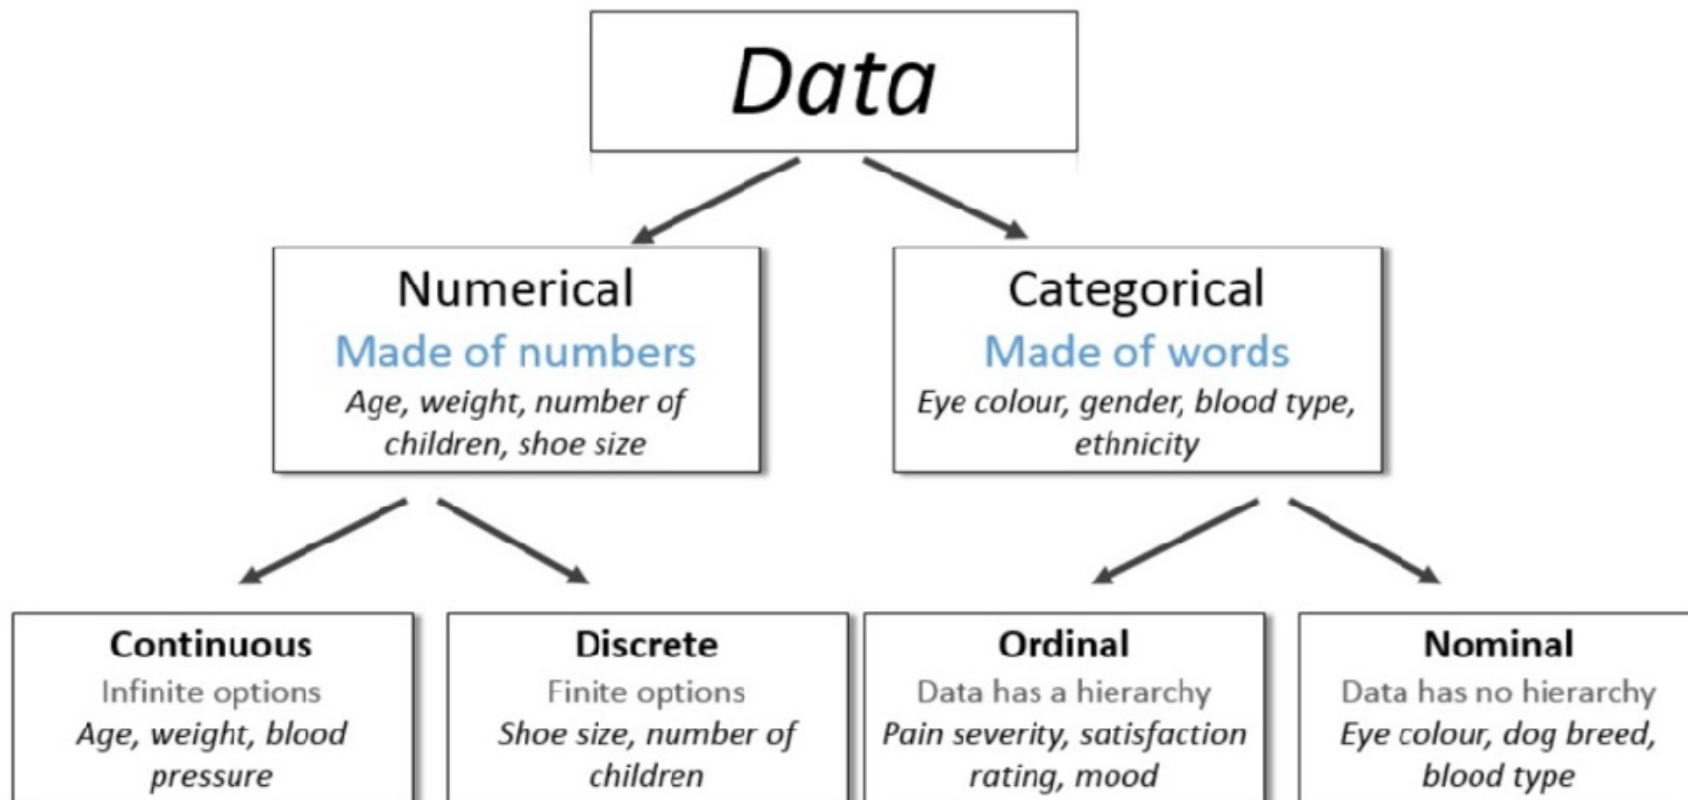 Data
Numerical
Made of numbers
Age, weight, number of
children, shoe size
Categorical
Made of words
Eye colour, gender, blood type,
ethnicity
Continuous
Infinite options
Age, weight, blood
pressure
Discrete
Finite options
Shoe size, number of
children
Ordinal
Data has a hierarchy
Pain severity, satisfaction
rating, mood
Nominal
Data has no hierarchy
Eye colour, dog breed,
blood type